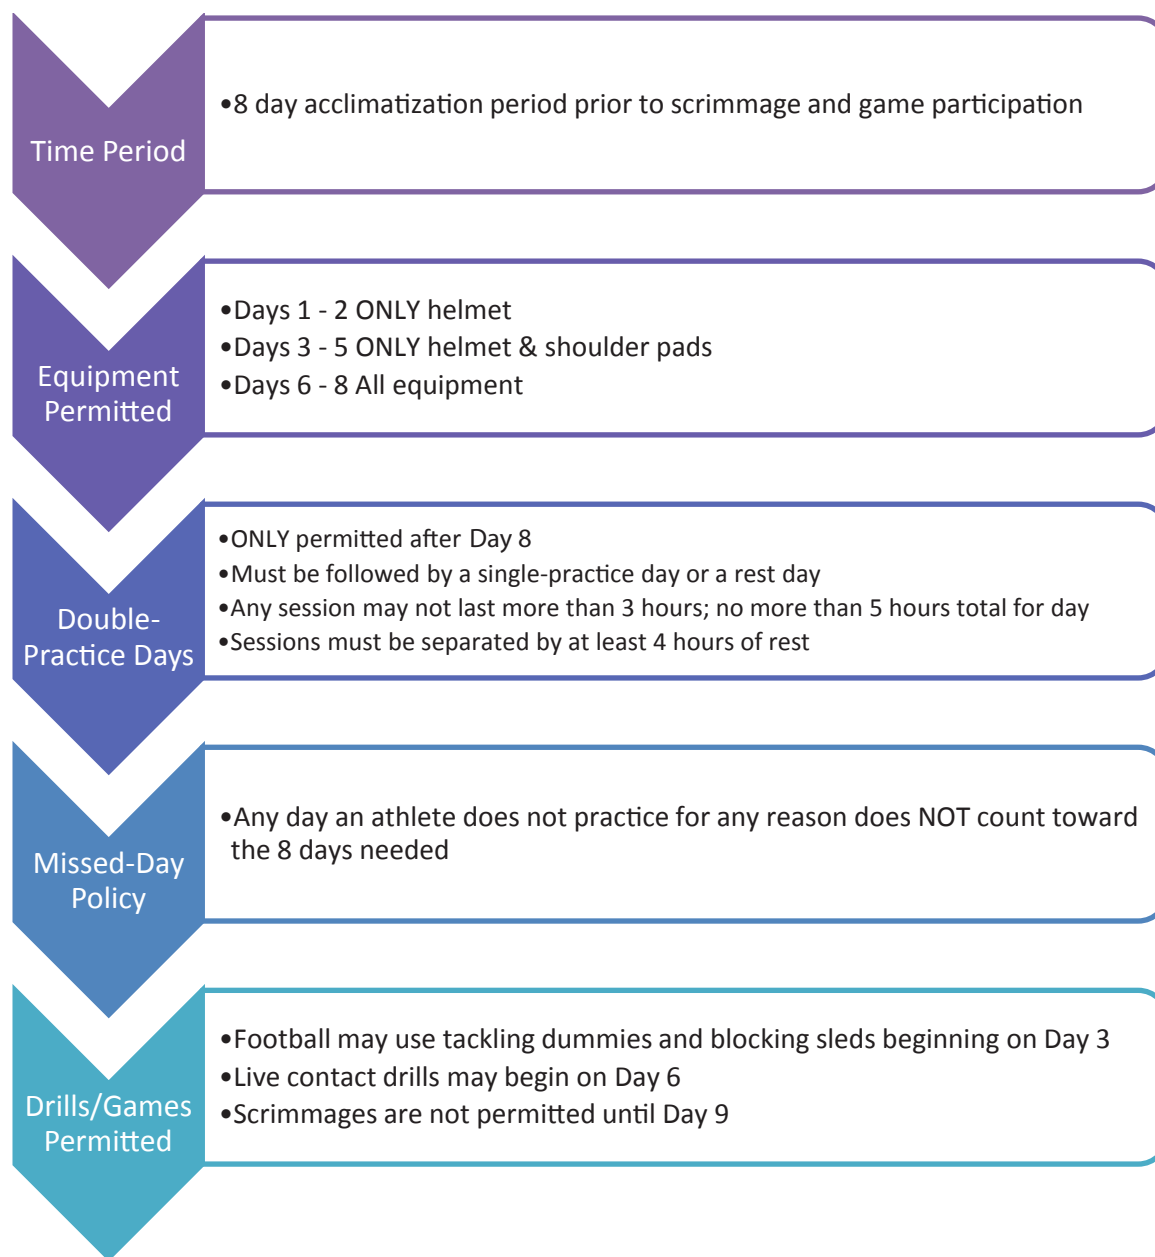 Time Period
•8 day acclimatization period prior to scrimmage and game participation
Equipment
Permitted
•Days 1 - 2 ONLY helmet
•Days 3 - 5 ONLY helmet & shoulder pads
•Days 6 - 8 All equipment
Double-
Practice Days
•ONLY permitted after Day 8
•Must be followed by a single-practice day or a rest day
•Any session may not last more than 3 hours; no more than 5 hours total for day
•Sessions must be separated by at least 4 hours of rest
Missed-Day
Policy
•Any day an athlete does not practice for any reason does NOT count toward
the 8 days needed
Drills/Games
Permitted
•Football may use tackling dummies and blocking sleds beginning on Day 3
•Live contact drills may begin on Day 6
•Scrimmages are not permitted until Day 9